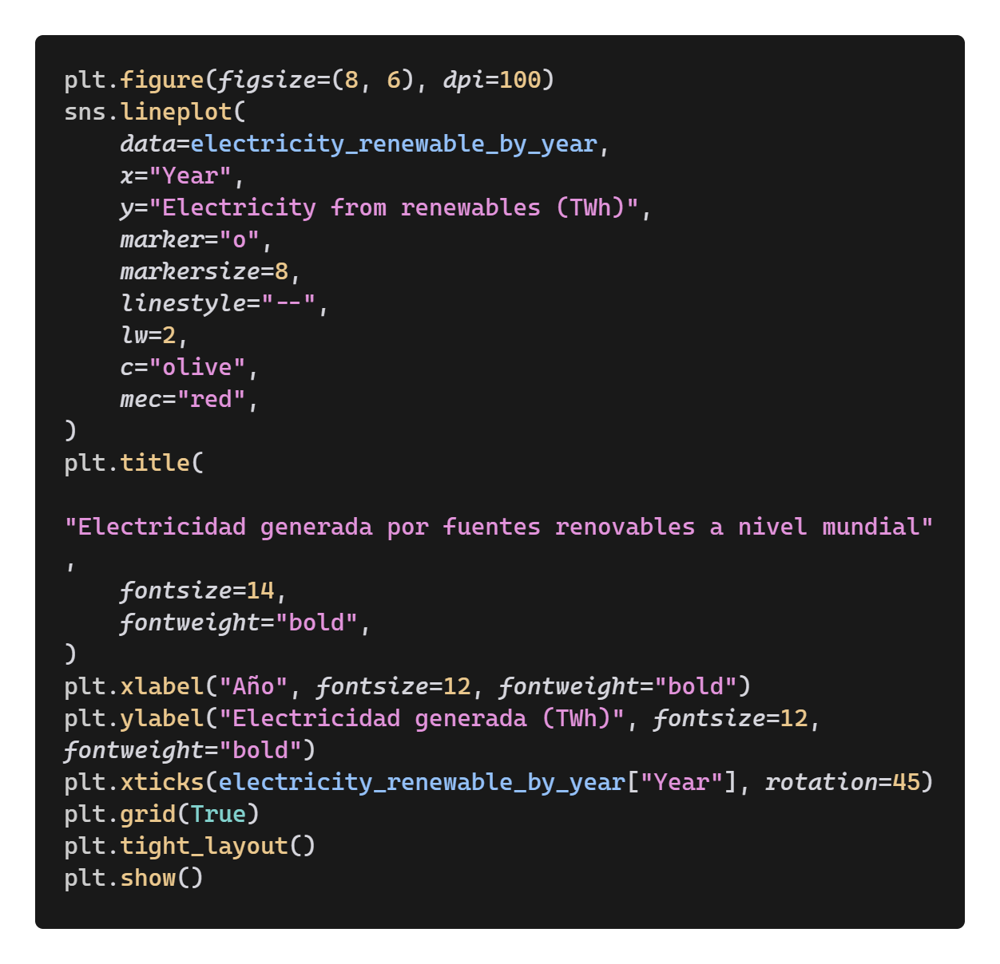 plt.figure(figsize=(8, 6), dpi=100)
sns.lineplot(
    data=electricity_renewable_by_year,
    x="Year",
    y="Electricity from renewables (TWh)",
    marker="o",
    markersize=8,
    linestyle="--",
    lw=2,
    c="olive",
    mec="red",
)
plt.title(
"Electricidad generada por fuentes renovables a nivel mundial"
,
    fontsize=14,
    fontweight="bold",
)
plt.xlabel("Año", fontsize=12, fontweight="bold")
plt.ylabel("Electricidad generada (TWh)", fontsize=12,
fontweight="bold")
plt.xticks(electricity_renewable_by_year["Year"], rotation=45)
plt.grid(True)
plt.tight_layout()
plt.show()